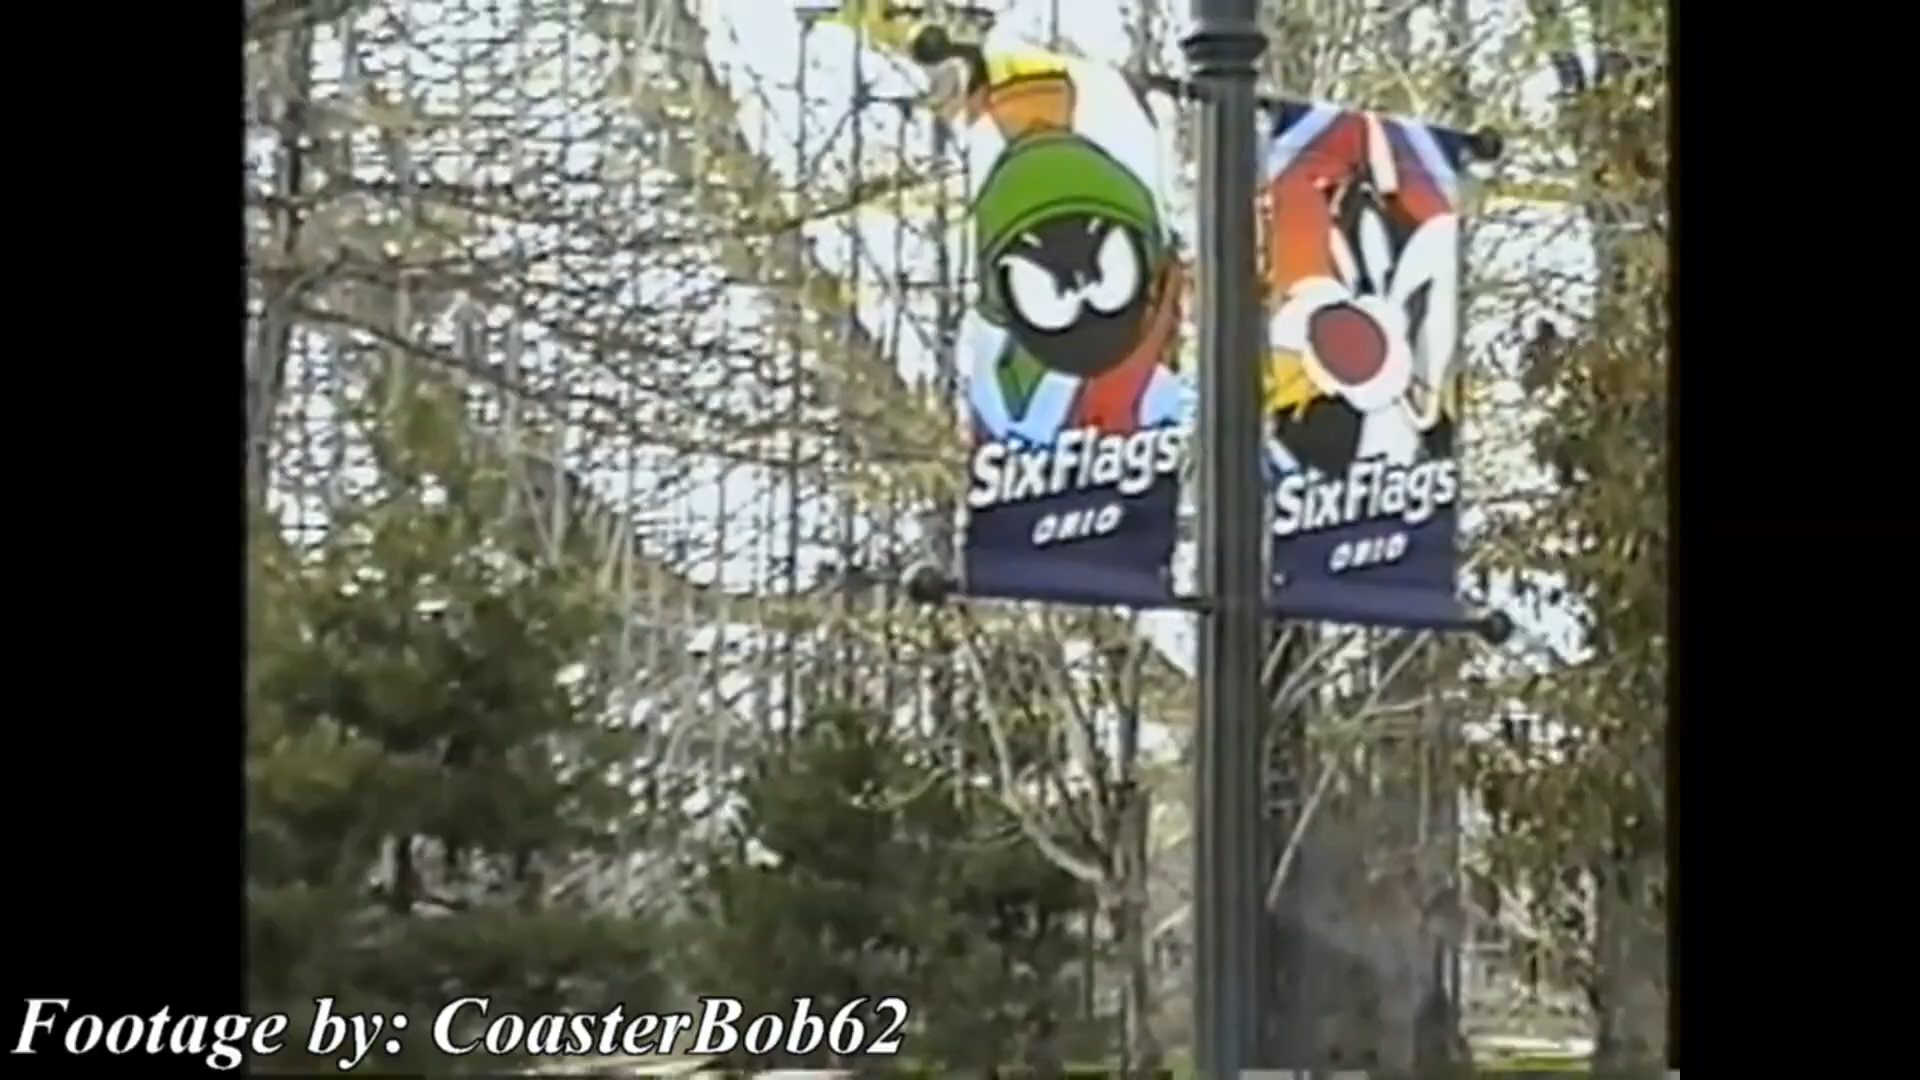 SixFlags
OHIO
SixFlags
OHIO
Footage by: CoasterBob62